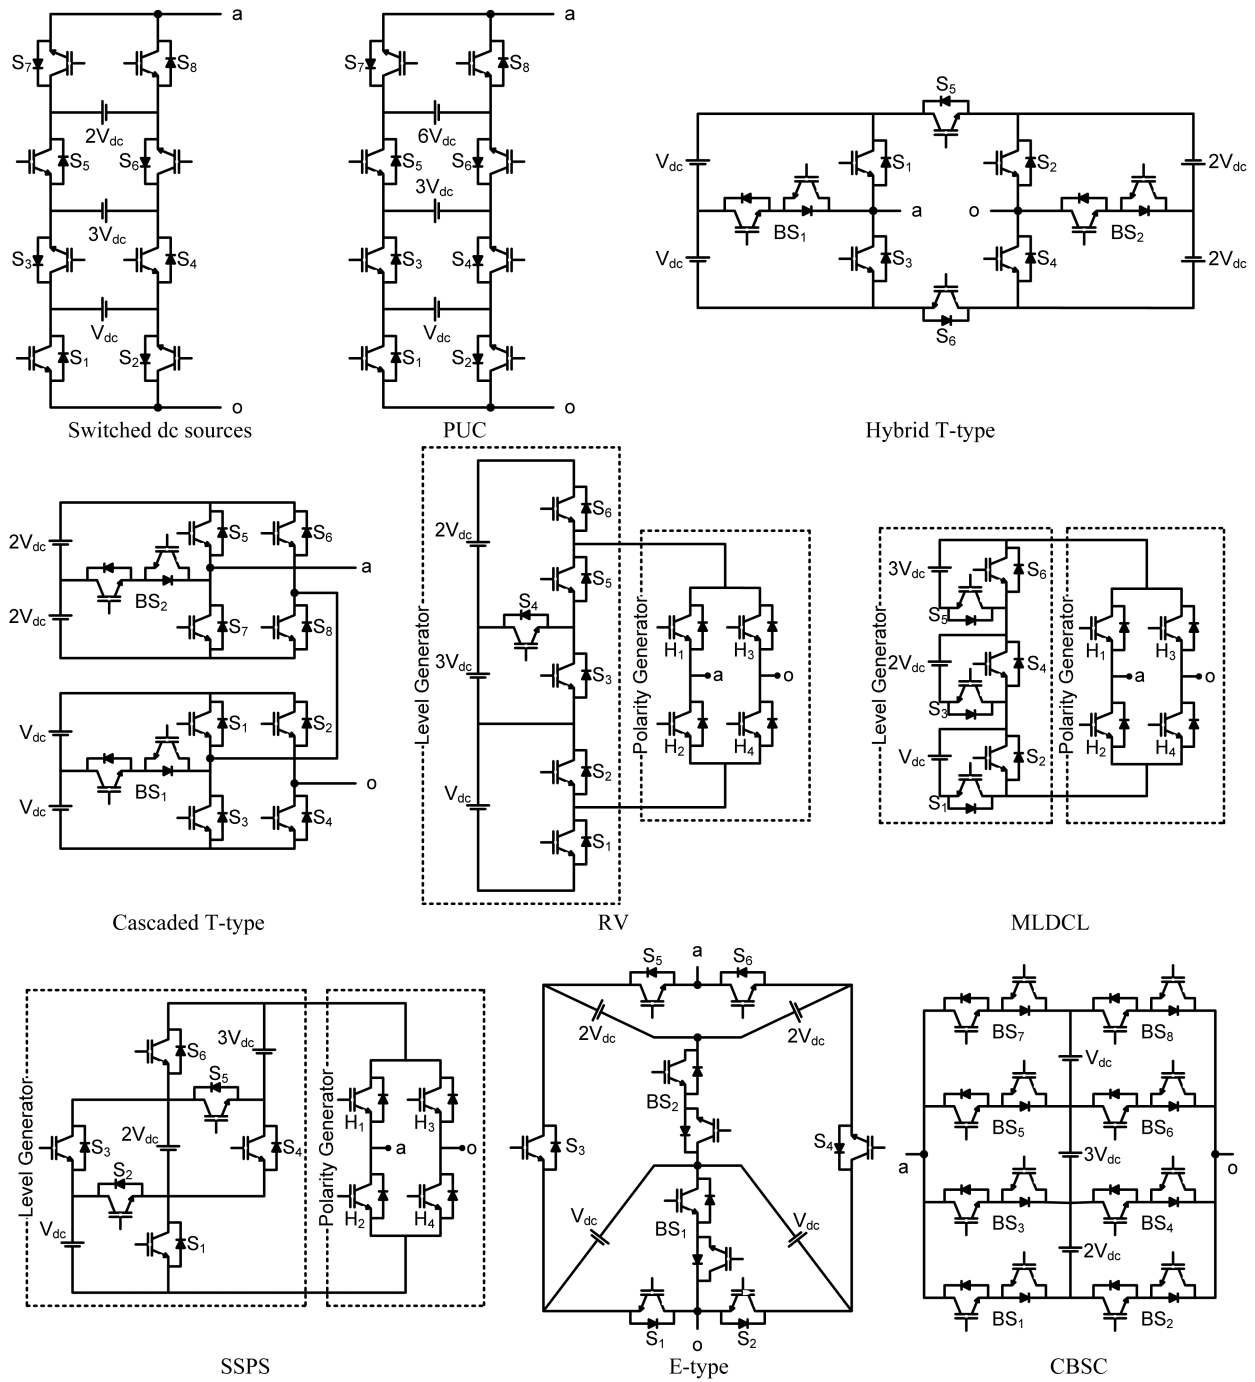 a
S7
S8
2Vdc
S5
S6
3Vdc
S3
S4
Vdc
S1
S2
o
Switched dc sources
a
S7
S8
6Vdc
S5
S6
3Vdc
S3
S4
Vdc
S1
S2
o
PUC
S5
Vdc
S1
S2
2Vdc
BS1
a
o
BS2
Vdc
S3
S4
2Vdc
S6
Hybrid T-type
2Vdc
S5
S6
a
BS2
2Vdc
S7
S8
Vdc
S1
S2
BS1
o
Vdc
S3
S4
Cascaded T-type
Level Generator
2Vdc
S6
S5
S4
3Vdc
S3
S2
Vdc
S1
Polarity Generator
H1
H3
a
o
H2
H4
RV
Level Generator
3Vdc
S6
S5
2Vdc
S4
S3
Vdc
S2
S1
Polarity Generator
H1
H3
a
o
H2
H4
MLDCL
Level Generator
S6
3Vdc
S5
S3
2Vdc
S4
S2
Vdc
S1
Polarity Generator
H1
H3
a
o
H2
H4
SSPS
a
S5
S6
2Vdc
2Vdc
BS2
S3
S4
Vdc
BS1
Vdc
S1
S2
o
E-type
BS7
BS8
Vdc
BS5
BS6
a
3Vdc
o
BS3
BS4
2Vdc
BS1
BS2
CBSC